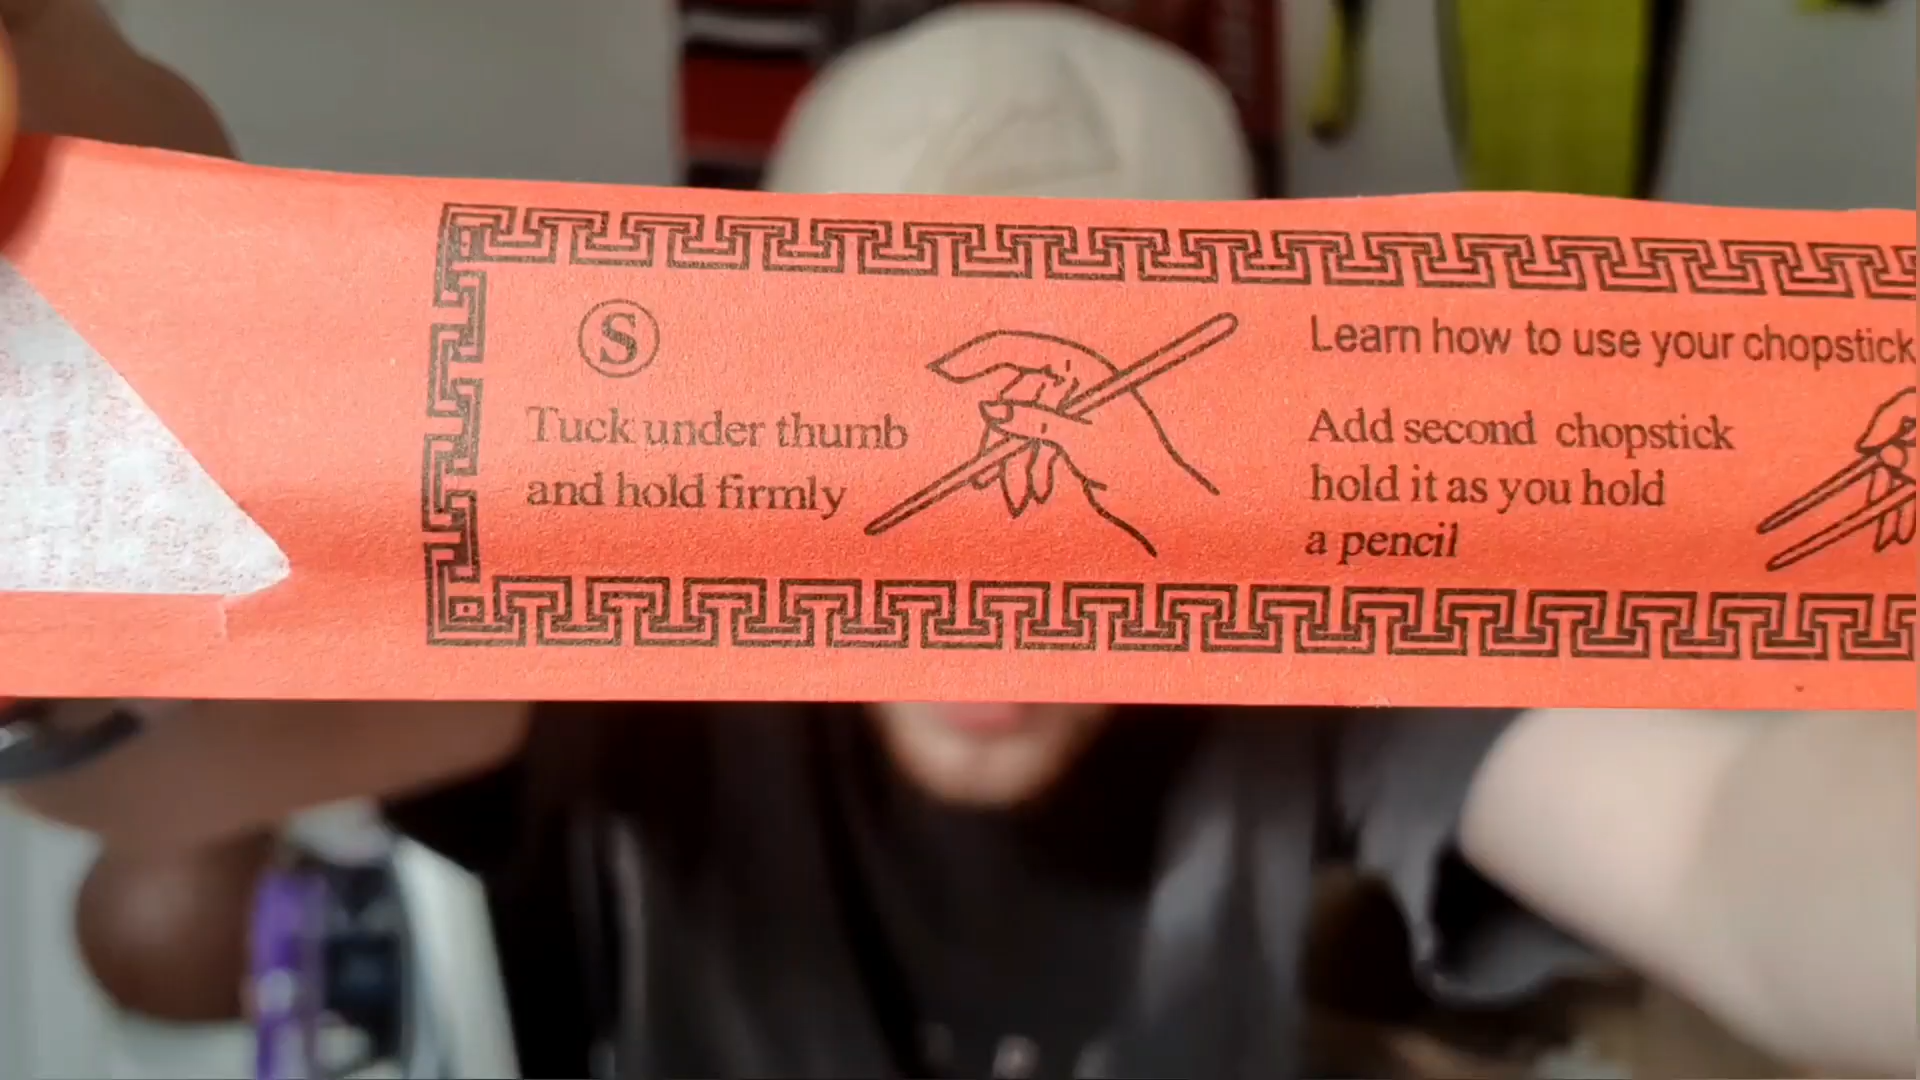 S
Tuck under thumb
and hold firmly
Learn how to use your chopstick
Add second chopstick
hold it as you hold
a pencil